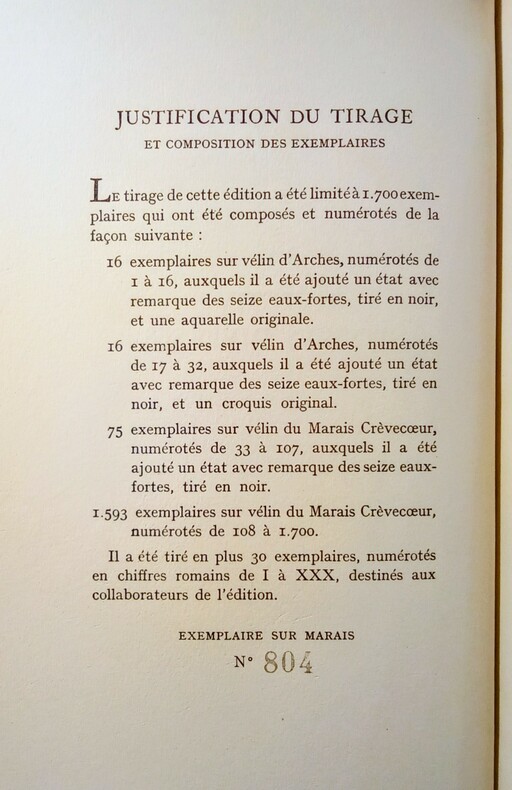 JUSTIFICATION DU TIRAGE
ET COMPOSITION DES EXEMPLAIRES
LE tirage de cette édition a été limité à 1.700 exem-
plaires qui ont été composés et numérotés de la
façon suivante :
16 exemplaires sur vélin d'Arches, numérotés de
1 à 16, auxquels il a été ajouté un état avec
remarque des seize eaux-fortes, tiré en noir,
et une aquarelle originale.
16 exemplaires sur vélin d'Arches, numérotés
de 17 à 32, auxquels il a été ajouté un état
avec remarque des seize eaux-fortes, tiré en
noir, et un croquis original.
75 exemplaires sur vélin du Marais Crèvecœur,
numérotés de 33 à 107, auxquels il a été
ajouté un état avec remarque des seize eaux-
fortes, tiré en noir.
1.593 exemplaires sur vélin du Marais Crèvecœur,
numérotés de 108 à 1.700.
Il a été tiré en plus 30 exemplaires, numérotés
en chiffres romains de I à XXX, destinés aux
collaborateurs de l'édition.
EXEMPLAIRE SUR MARAIS
N° 804